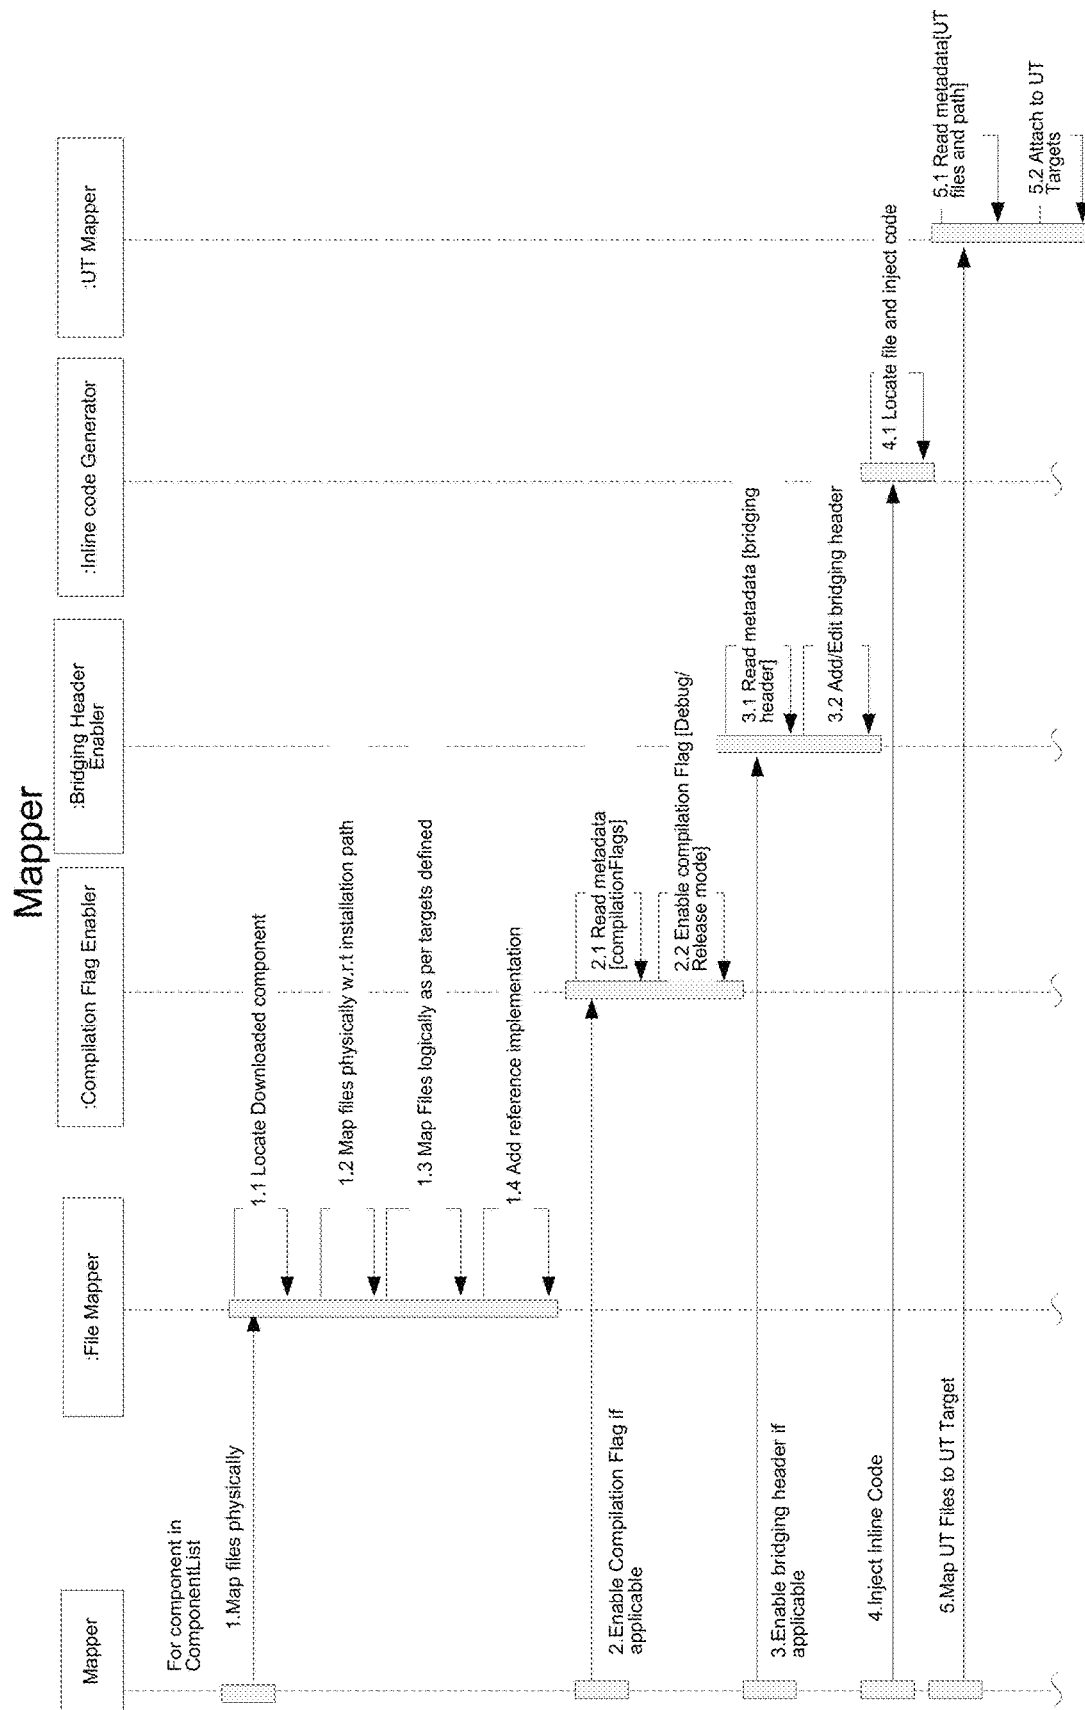 Mapper
Mapper
:File Mapper
:Compilation Flag Enabler
:Bridging Header
Enabler
:Inline code Generator
:UT Mapper
For component in
ComponentList
1.Map files physically
1.1 Locate Downloaded component
1.2 Map files physically w.r.t installation path
1.3 Map Files logically as per targets defined
1.4 Add reference implementation
2.Enable Compilation Flag if
applicable
2.1 Read metadata
[compilationFlags]
2.2 Enable compilation Flag [Debug/
Release mode]
3.Enable bridging header if
applicable
3.1 Read metadata [bridging
header]
3.2 Add/Edit bridging header
4.Inject Inline Code
4.1 Locate file and inject code
5.Map UT Files to UT Target
5.1 Read metadata[UT
files and path]
5.2 Attach to UT
Targets